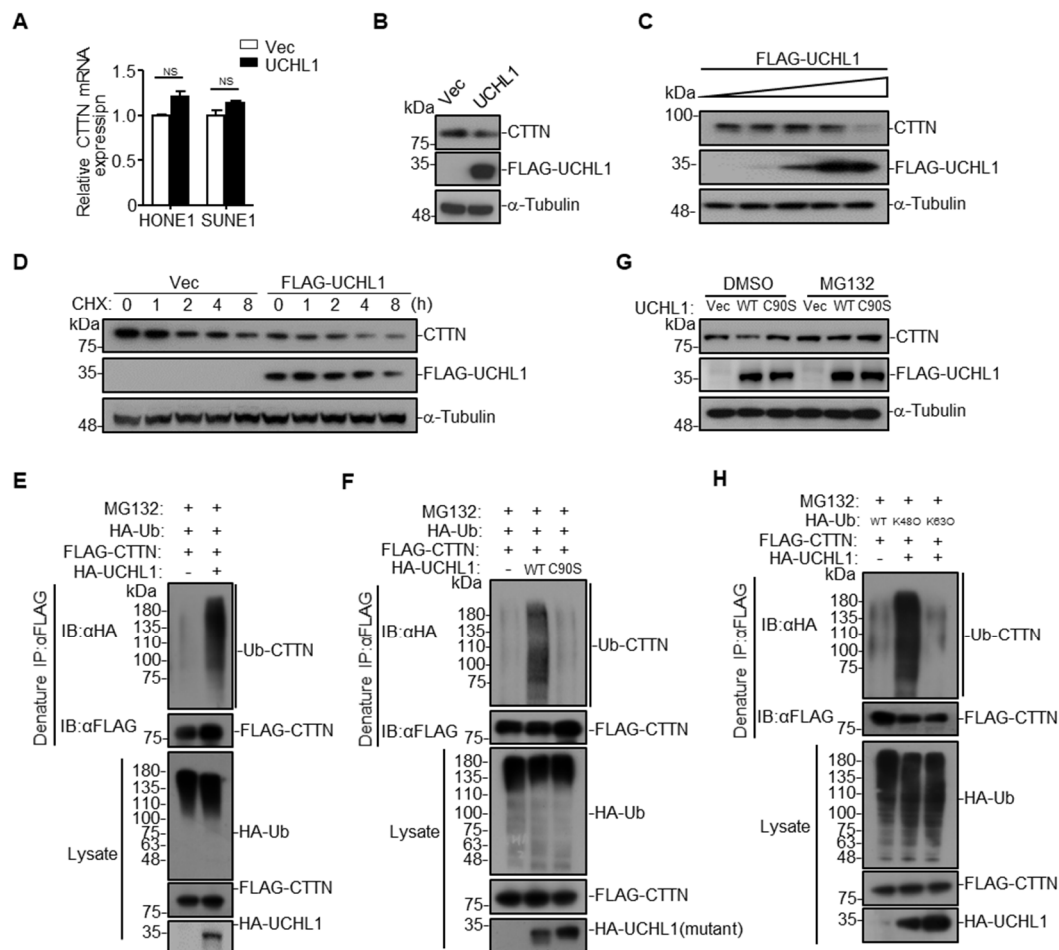 A
Vec
UCHL1
Relative CTTN mRNA
expression
1.5
1.0
0.5
0.0
NS
NS
HONE1 SUNE1
B
Vec
UCHL1
kDa
75-
-CTTN
35-
-FLAG-UCHL1
48-
-α-Tubulin
C
FLAG-UCHL1
kDa
100-
-CTTN
35-
-FLAG-UCHL1
48-
-α-Tubulin
D
Vec FLAG-UCHL1
CHX: 0 1 2 4 8 0 1 2 4 8 (h)
kDa
75-
-CTTN
35-
-FLAG-UCHL1
48-
-α-Tubulin
G
DMSO MG132
UCHL1: Vec WT C90S Vec WT C90S
kDa
75-
-CTTN
35-
-FLAG-UCHL1
48-
-α-Tubulin
E
MG132: + +
HA-Ub: + +
FLAG-CTTN: + +
HA-UCHL1: - +
kDa
Denature IP:αFLAG
IB:αHA
180-
135-
110-
100-
75-
-Ub-CTTN
IB:αFLAG
75-
-FLAG-CTTN
Lysate
180-
135-
110-
100-
75-
63-
48-
-HA-Ub
75-
-FLAG-CTTN
35-
-HA-UCHL1
F
MG132: + + +
HA-Ub: + + +
FLAG-CTTN: + + +
HA-UCHL1: - WT C90S
kDa
Denature IP:αFLAG
IB:αHA
180-
135-
110-
100-
75-
-Ub-CTTN
IB:αFLAG
75-
-FLAG-CTTN
Lysate
180-
135-
110-
100-
75-
63-
48-
-HA-Ub
75-
-FLAG-CTTN
35-
-HA-UCHL1(mutant)
H
MG132: + + +
HA-Ub: WT K48O K63O
FLAG-CTTN: + + +
HA-UCHL1: - + +
kDa
Denature IP:αFLAG
IB:αHA
180-
135-
110-
100-
75-
-Ub-CTTN
IB:αFLAG
75-
-FLAG-CTTN
Lysate
180-
135-
110-
100-
75-
63-
48-
-HA-Ub
75-
-FLAG-CTTN
35-
-HA-UCHL1